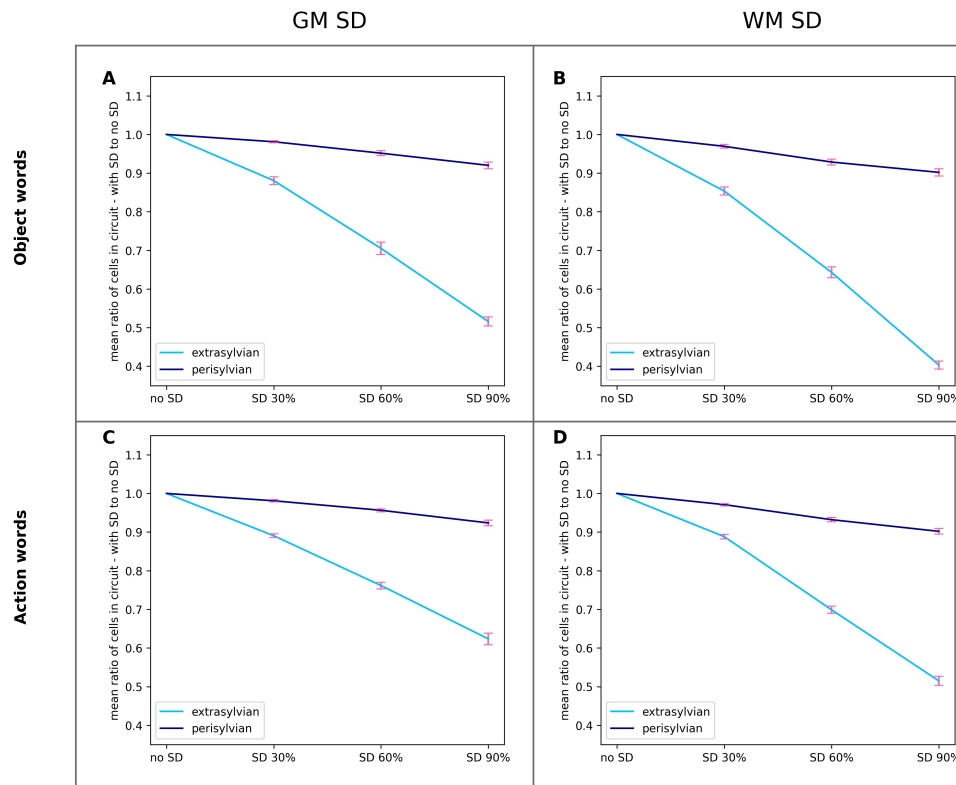 GM SD
WM SD
Object words
A
mean ratio of cells in circuit - with SD to no SD
1.1
1.0
0.9
0.8
0.7
0.6
0.5
0.4
extrasylvian
perisylvian
no SD SD 30% SD 60% SD 90%
B
mean ratio of cells in circuit - with SD to no SD
1.1
1.0
0.9
0.8
0.7
0.6
0.5
0.4
extrasylvian
perisylvian
no SD SD 30% SD 60% SD 90%
Action words
C
mean ratio of cells in circuit - with SD to no SD
1.1
1.0
0.9
0.8
0.7
0.6
0.5
0.4
extrasylvian
perisylvian
no SD SD 30% SD 60% SD 90%
D
mean ratio of cells in circuit - with SD to no SD
1.1
1.0
0.9
0.8
0.7
0.6
0.5
0.4
extrasylvian
perisylvian
no SD SD 30% SD 60% SD 90%